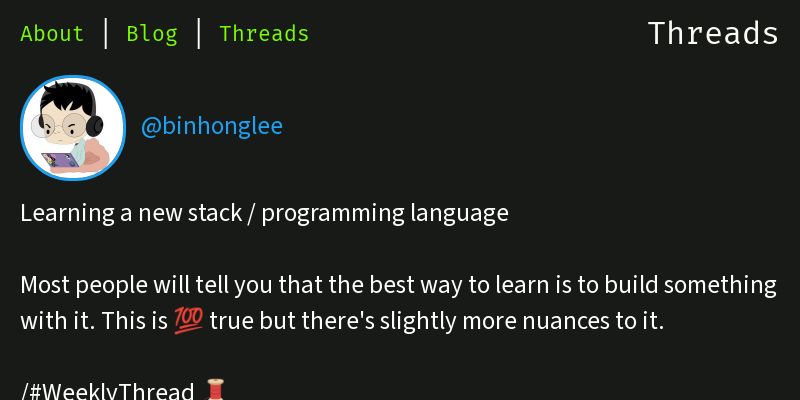 About | Blog | Threads
Threads
@binhonglee
Learning a new stack / programming language
Most people will tell you that the best way to learn is to build something
with it. This is 💯 true but there's slightly more nuances to it.
/#WeeklyThread 🧵